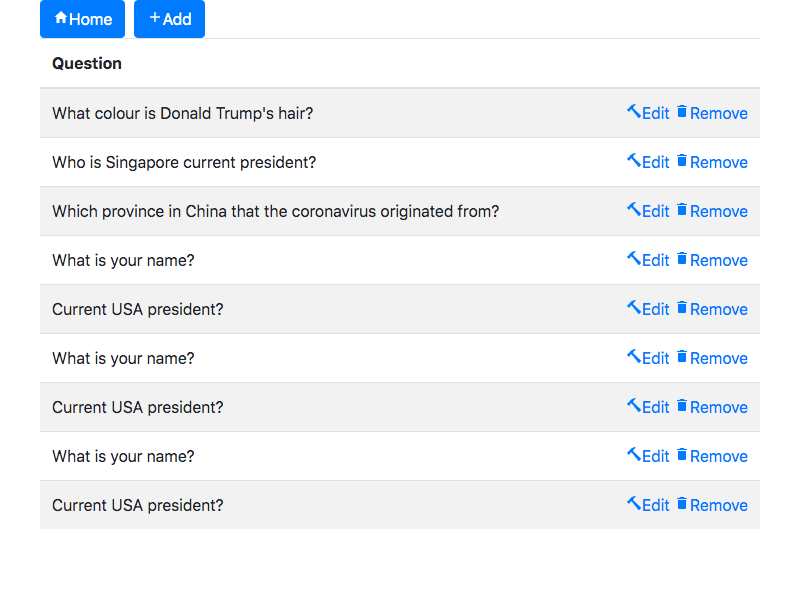 Home Add
Question
What colour is Donald Trump's hair? Edit Remove
Who is Singapore current president? Edit Remove
Which province in China that the coronavirus originated from? Edit Remove
What is your name? Edit Remove
Current USA president? Edit Remove
What is your name? Edit Remove
Current USA president? Edit Remove
What is your name? Edit Remove
Current USA president? Edit Remove